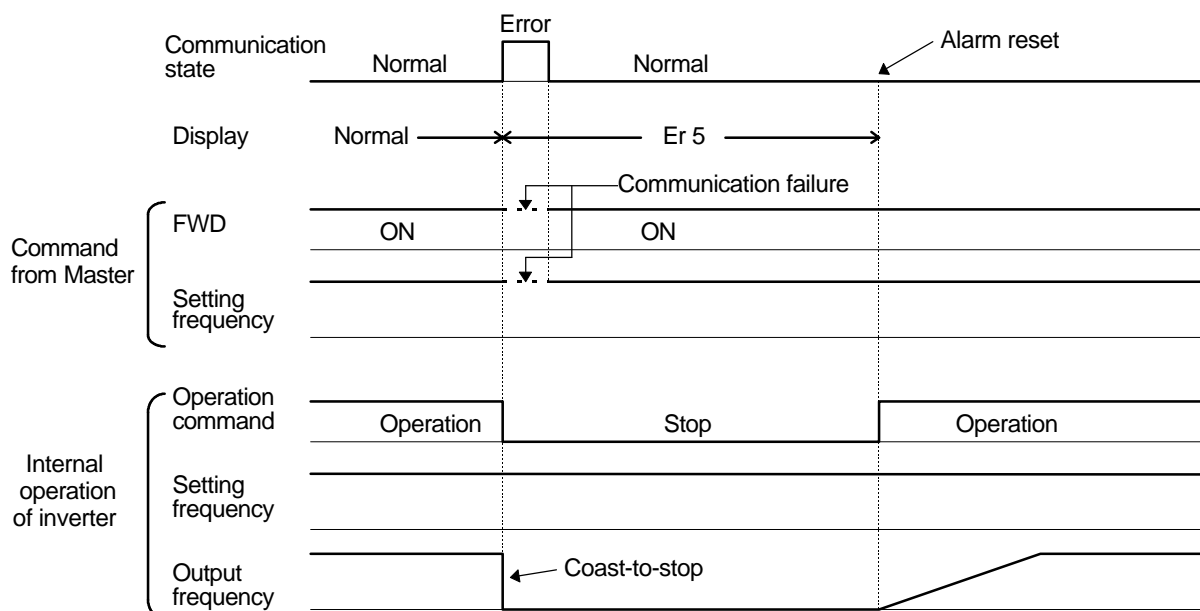 Error
Communication
state
Normal
Normal
Alarm reset
Display
Normal
Er 5
Communication failure
Command
from Master
FWD
ON
ON
Setting
frequency
Internal
operation
of inverter
Operation
command
Operation
Stop
Operation
Setting
frequency
Output
frequency
Coast-to-stop